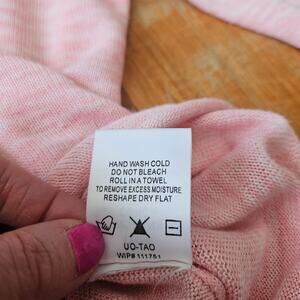 HAND WASH COLD
DO NOT BLEACH
ROLL IN A TOWEL
TO REMOVE EXCESS MOISTURE
RESHAPE DRY FLAT
UO-TAO
WIP# 111751